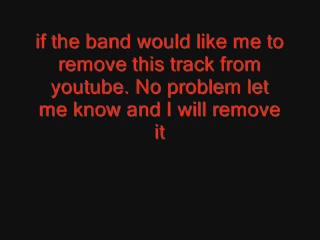 if the band would like me to
remove this track from
youtube. No problem let
me know and I will remove
it